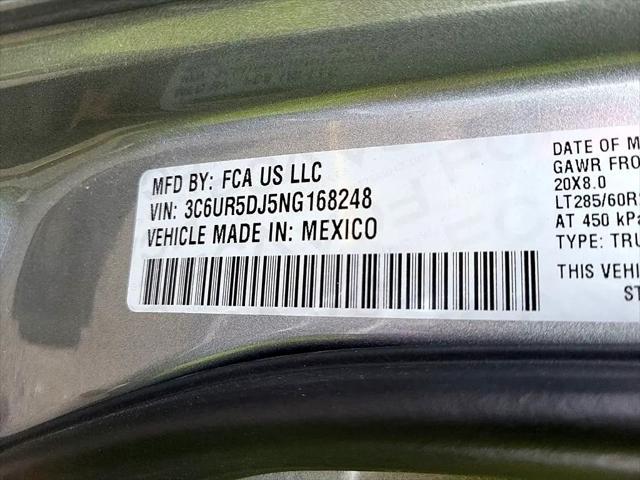 MFD BY: FCA US LLC
VIN: 3C6UR5DJ5NG168248
VEHICLE MADE IN: MEXICO
DATE OF M
GAWR FRO
20X8.0
LT285/60R
AT 450 kPa
TYPE: TRU
THIS VEHI
ST